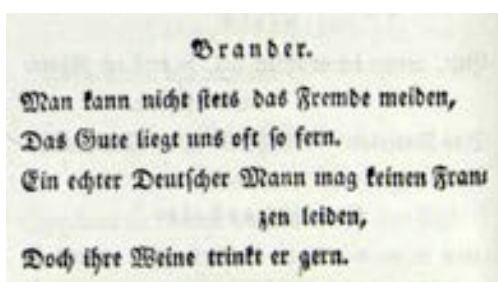 Brander.
Man kann nicht stets das Fremde meiden,
Das Gute liegt uns oft so fern.
Ein echter Deutscher Mann mag keinen Fran-
zen leiden,
Doch ihre Weine trinkt er gern.